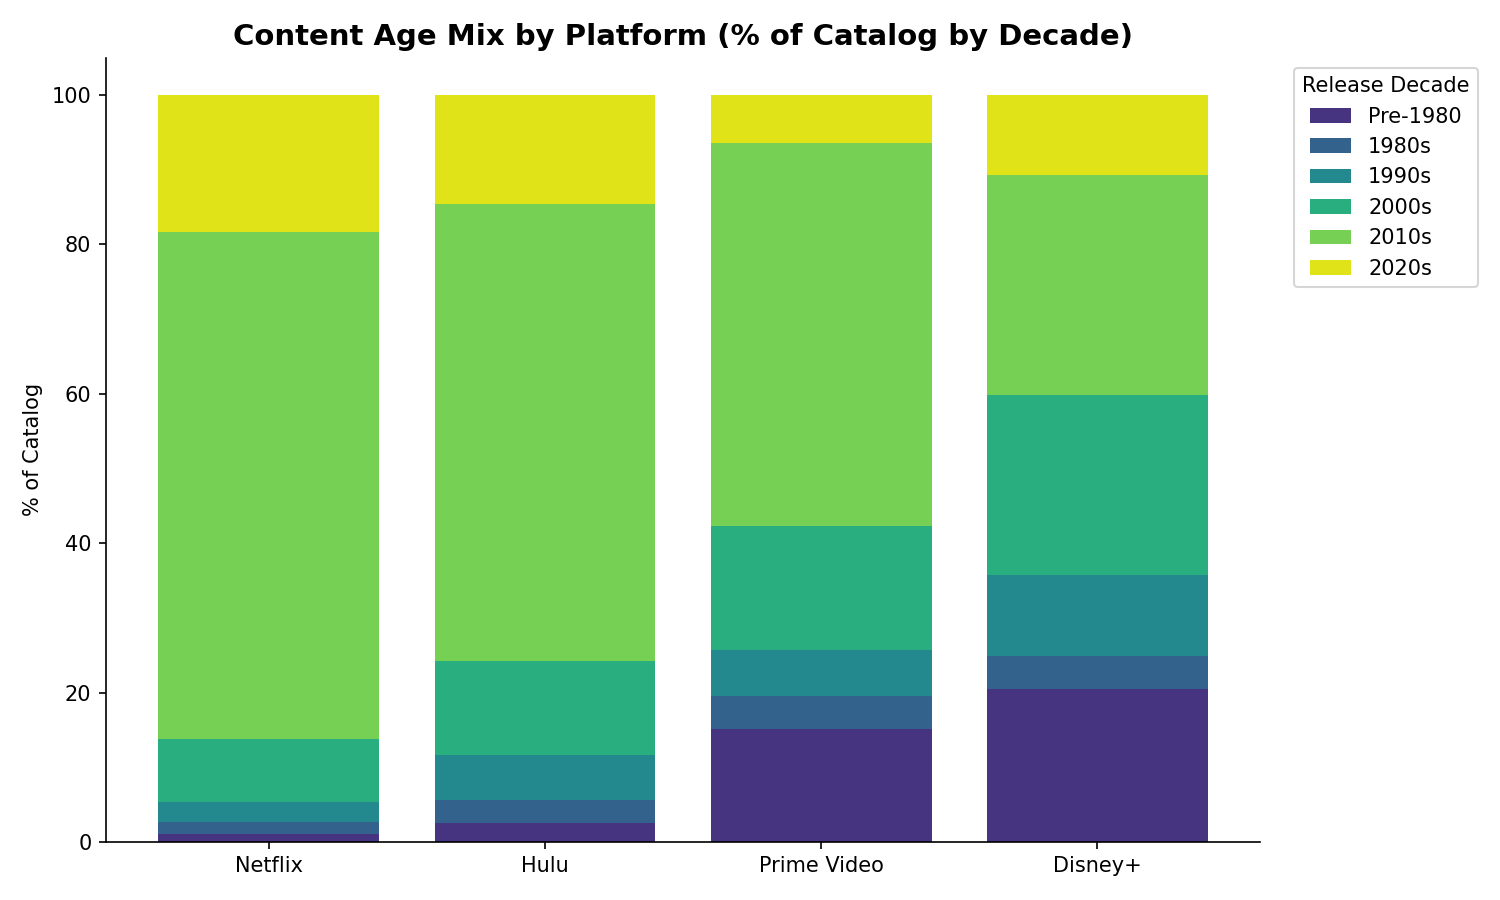 Content Age Mix by Platform (% of Catalog by Decade)
% of Catalog
100
80
60
40
20
0
Netflix
Hulu
Prime Video
Disney+
Release Decade
Pre-1980
1980s
1990s
2000s
2010s
2020s